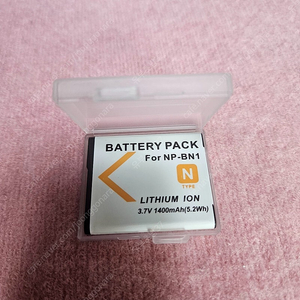 BATTERY PACK
For NP-BN1
N
TYPE
LITHIUM ION
3.7V 1400mAh(5.2Wh)